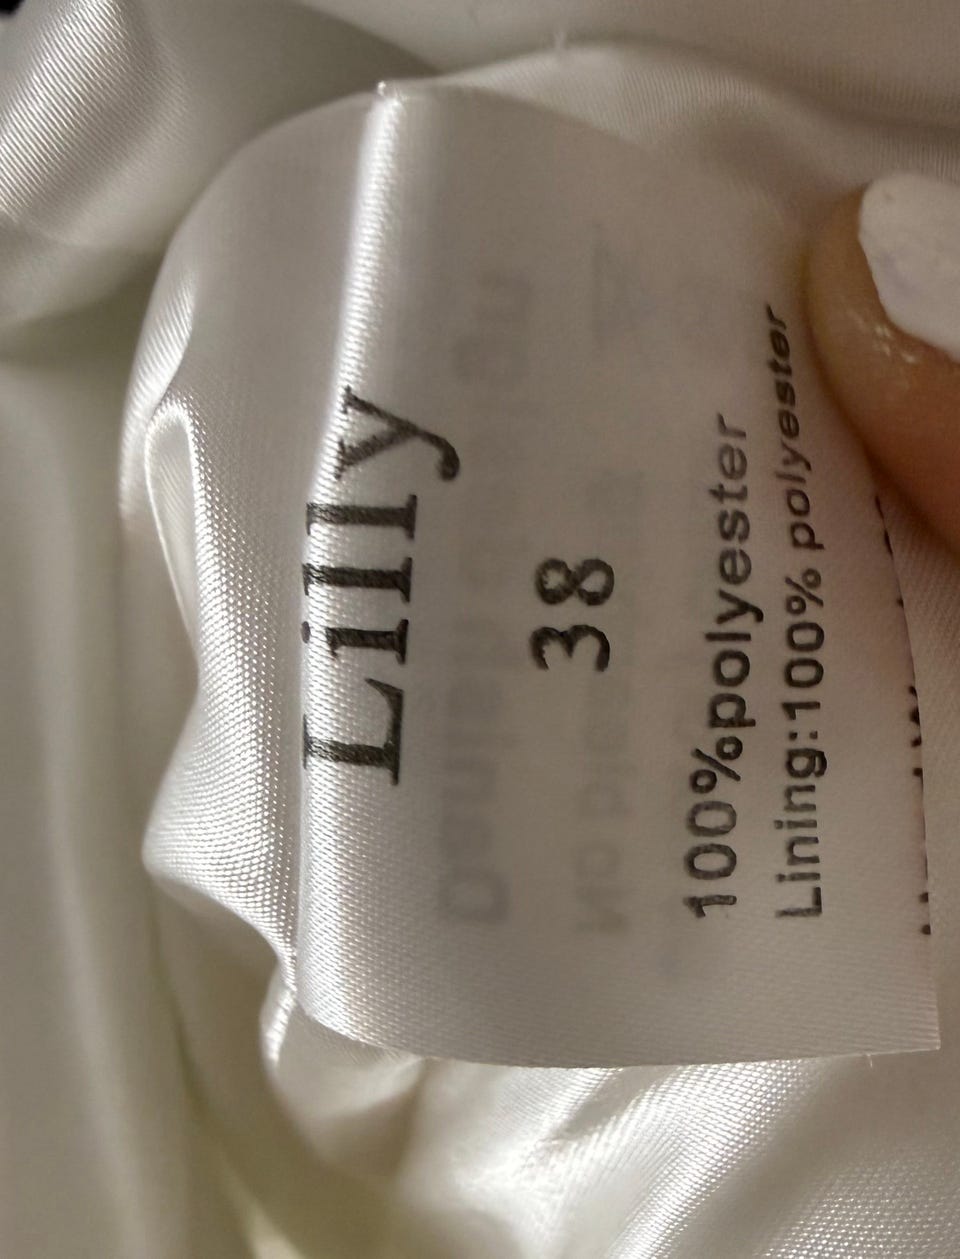 Lilly
38
100%polyester
Lining:100% polyester